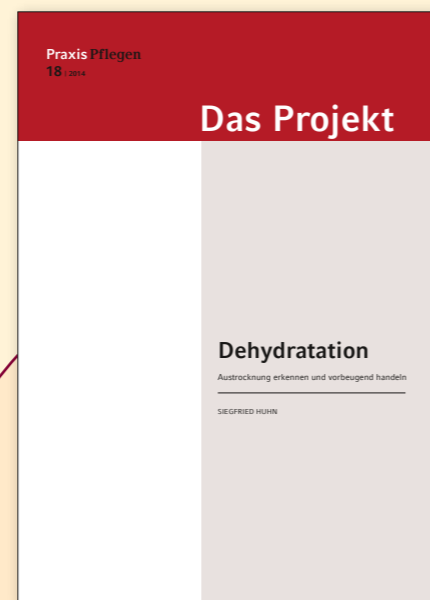 Praxis Pflegen
18 | 2014
Das Projekt
Dehydratation
Austrocknung erkennen und vorbeugend handeln
SIEGFRIED HUHN